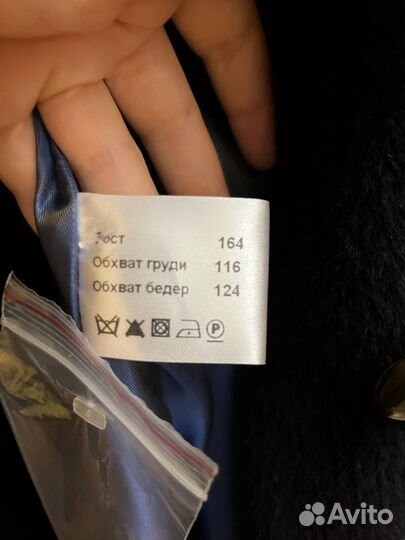 Рост 164
Обхват груди 116
Обхват бедер 124
P
Avito